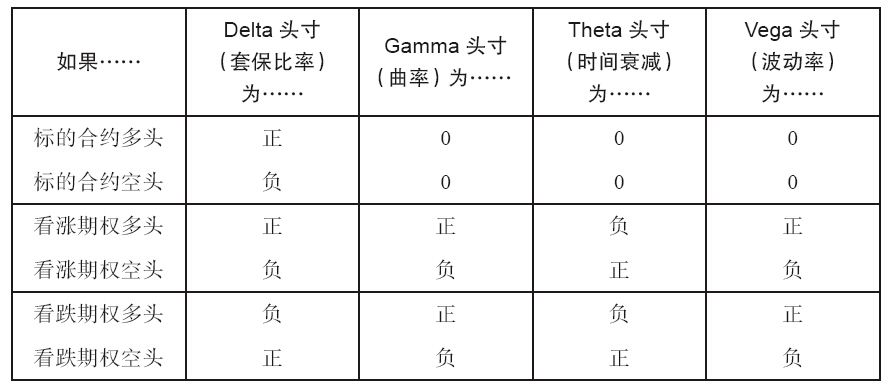 如果…… Delta 头寸（套保比率）为…… Gamma 头寸（曲率）为…… Theta 头寸（时间衰减）为…… Vega 头寸（波动率）为……
标的合约多头 正 0 0 0
标的合约空头 负 0 0 0
看涨期权多头 正 正 负 正
看涨期权空头 负 负 正 负
看跌期权多头 负 正 负 正
看跌期权空头 正 负 正 负